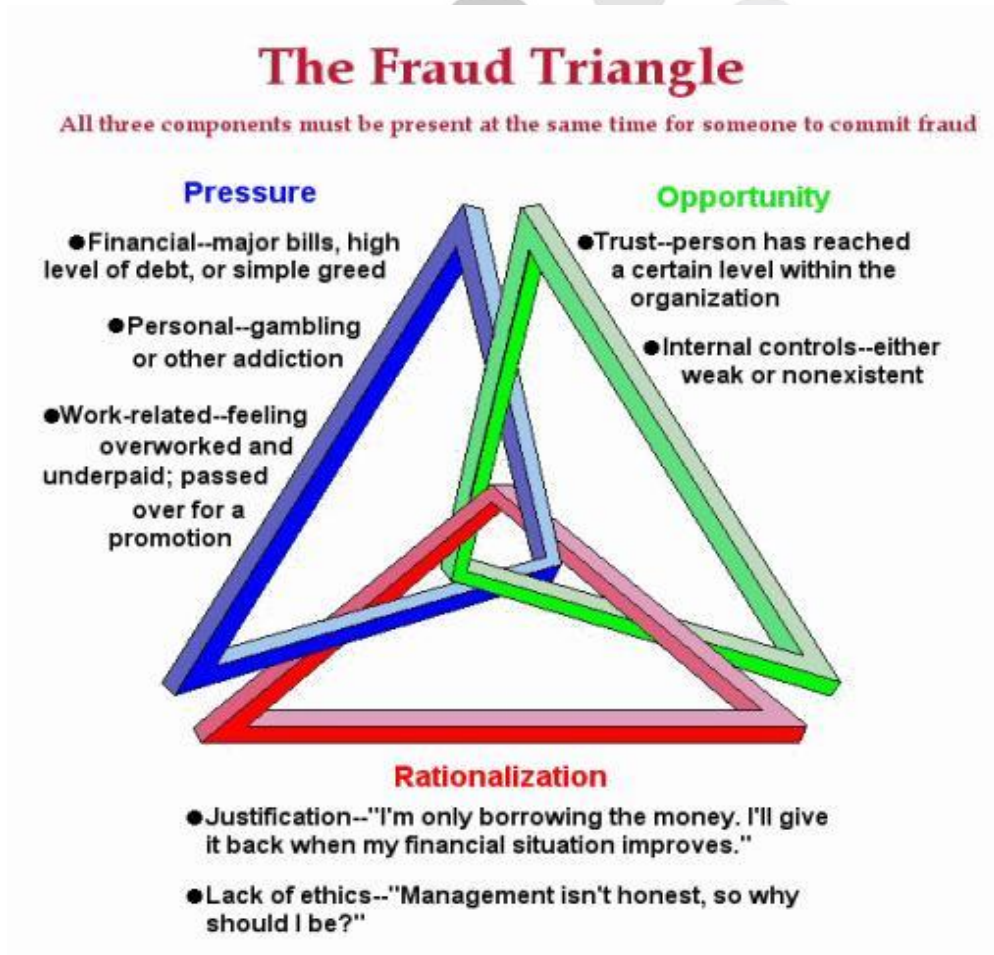 The Fraud Triangle
All three components must be present at the same time for someone to commit fraud
Pressure
●Financial--major bills, high
level of debt, or simple greed
●Personal--gambling
or other addiction
●Work-related--feeling
overworked and
underpaid; passed
over for a
promotion
Opportunity
●Trust--person has reached
a certain level within the
organization
●Internal controls--either
weak or nonexistent
Rationalization
●Justification--"I'm only borrowing the money. I'll give
it back when my financial situation improves."
●Lack of ethics--"Management isn't honest, so why
should I be?"